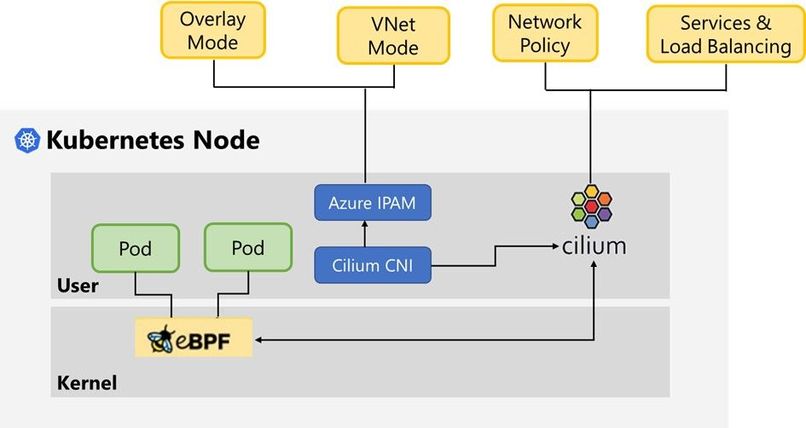 Overlay
Mode
VNet
Mode
Network
Policy
Services &
Load Balancing
Kubernetes Node
Azure IPAM
Pod
Pod
cilium
Cilium CNI
User
eBPF
Kernel